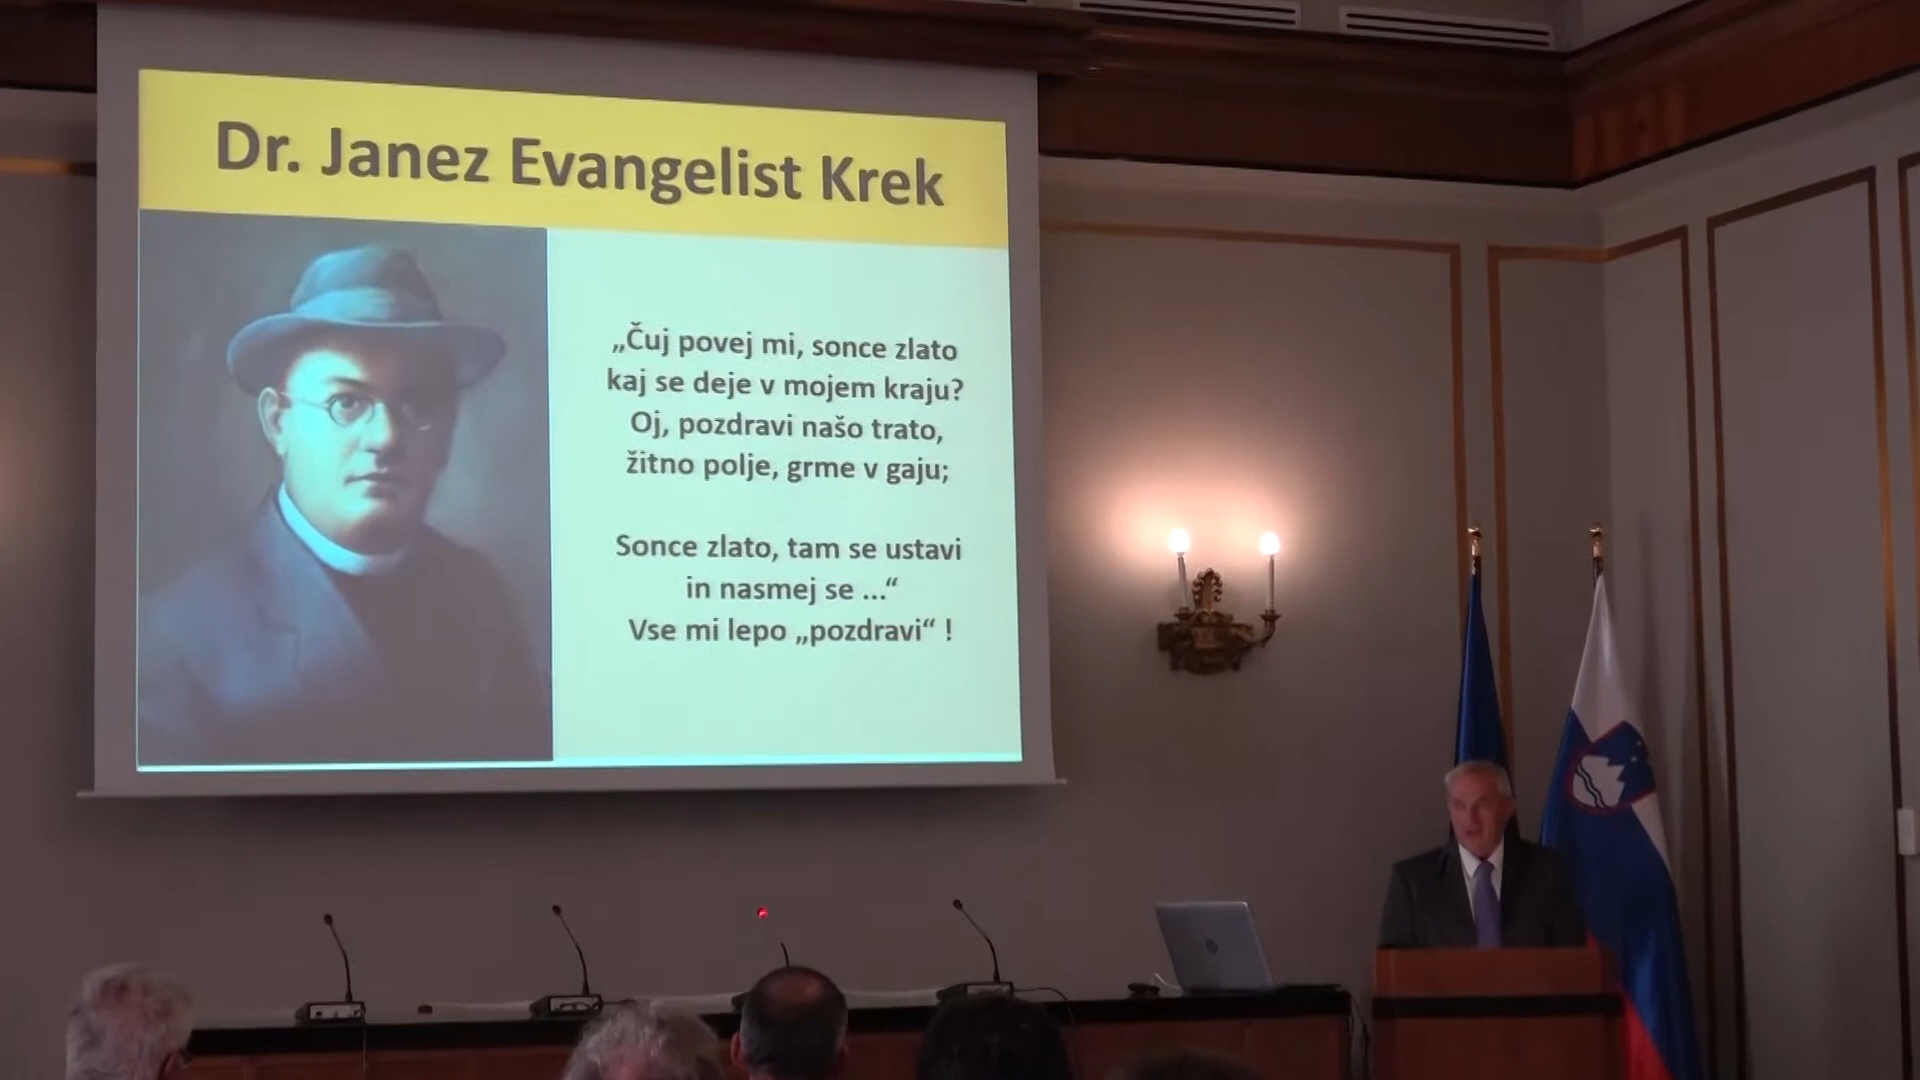 Dr. Janez Evangelist Krek
„Čuj povej mi, sonce zlato
kaj se deje v mojem kraju?
Oj, pozdravi našo trato,
žitno polje, grme v gaju;
Sonce zlato, tam se ustavi
in nasmej se ...“
Vse mi lepo „pozdravi“ !